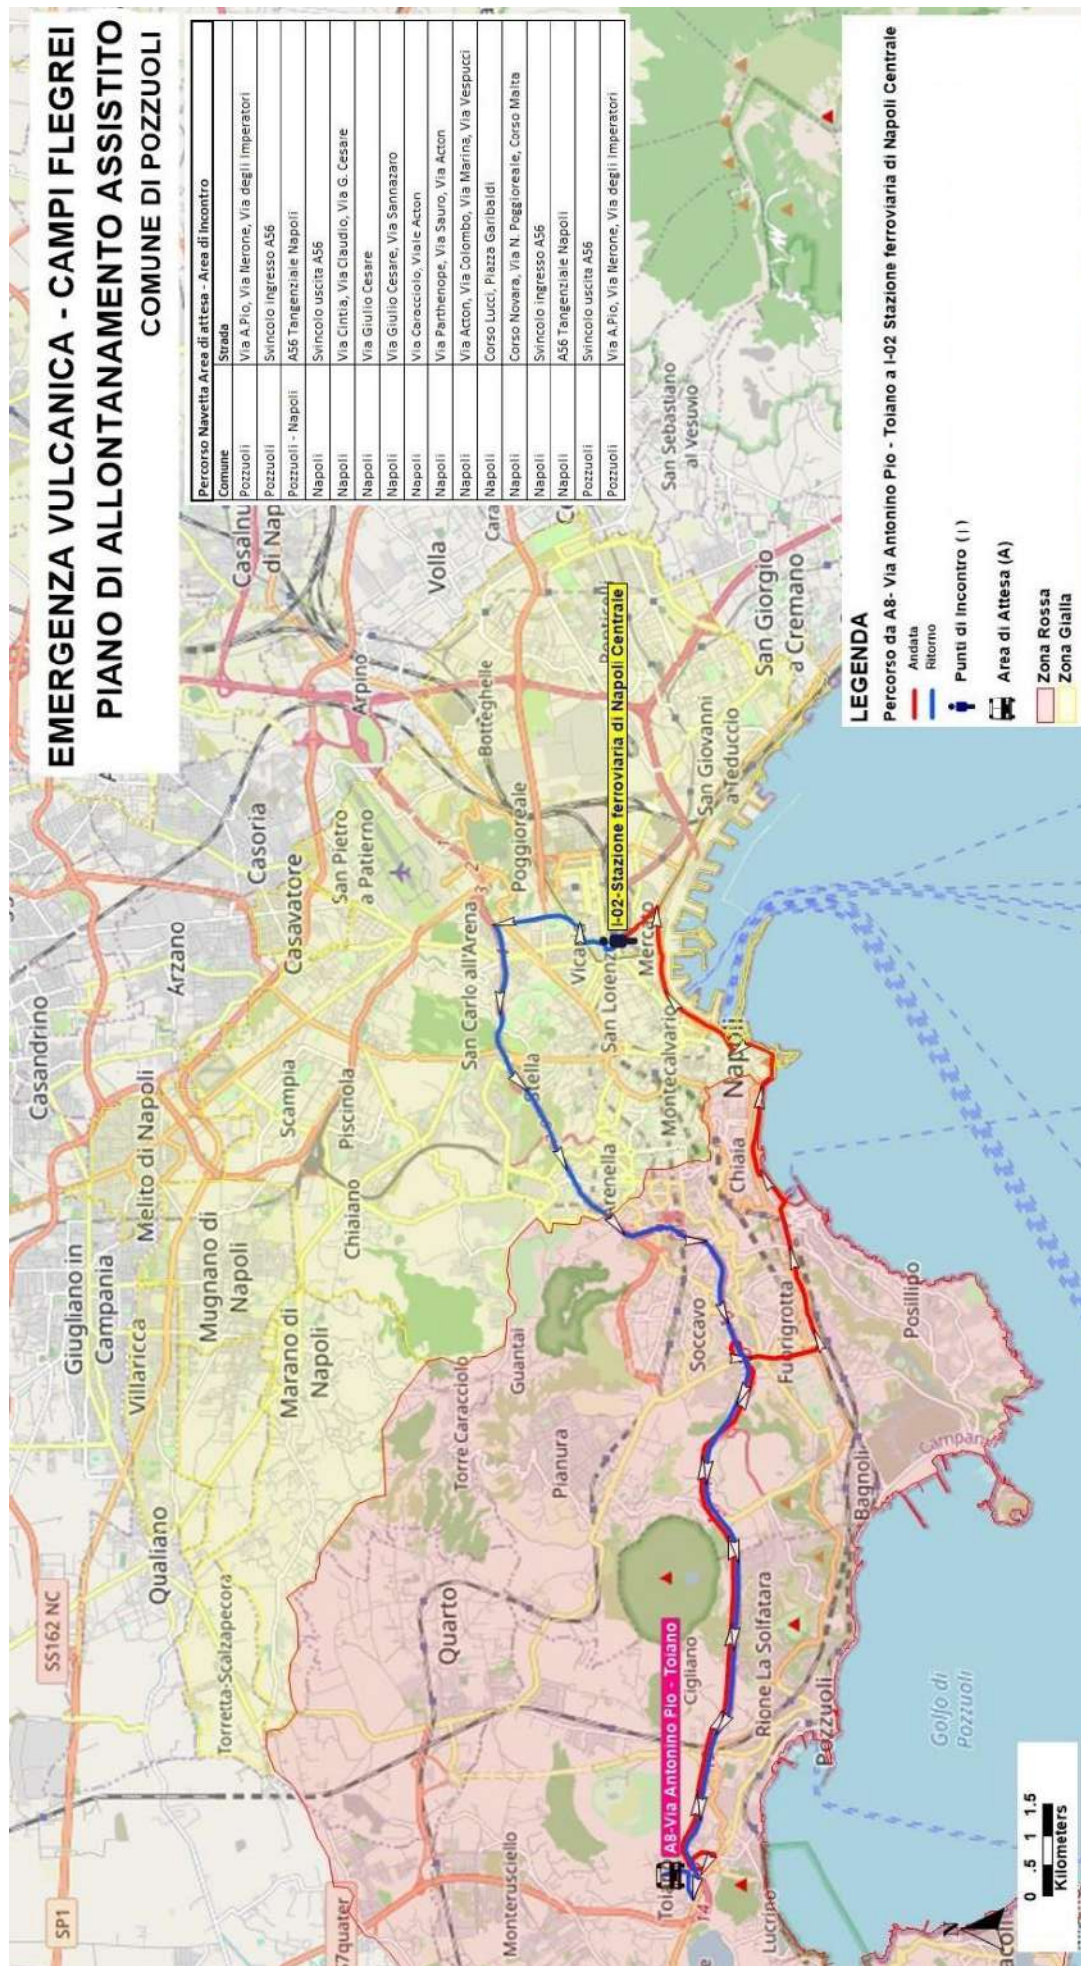 EMERGENZA VULCANICA - CAMPI FLEGREI
PIANO DI ALLONTANAMENTO ASSISTITO
COMUNE DI POZZUOLI
Percorso Navetta Area di attesa - Area di Incontro
Comune Strada
Pozzuoli Via A.Pio, Via Nerone, Via degli Imperatori
Pozzuoli Svincolo ingresso A56
Pozzuoli - Napoli A56 Tangenziale Napoli
Napoli Svincolo uscita A56
Napoli Via Cintia, Via Claudio, Via G. Cesare
Napoli Via Giulio Cesare
Napoli Via Giulio Cesare, Via Sannazaro
Napoli Via Caracciolo, Viale Acton
Napoli Via Parthenope, Via Sauro, Via Acton
Napoli Via Acton, Via Colombo, Via Marina, Via Vespucci
Napoli Corso Lucci, Piazza Garibaldi
Napoli Corso Novara, Via N. Poggioreale, Corso Malta
Napoli Svincolo ingresso A56
Napoli A56 Tangenziale Napoli
Pozzuoli Svincolo uscita A56
Pozzuoli Via A.Pio, Via Nerone, Via degli Imperatori
SS162 NC
SP1
Casandrino
Giugliano in
Campania
Melito di Napoli
Arzano
Casoria
Casavatore
Casalnu
di Nap
Villaricca
Mugnano di
Napoli
Scampia
Piscinola
San Pietro
a Patierno
Arpino
Volla
Qualiano
Marano di
Napoli
Chiaiano
Torretta-Scalzapecora
Cara
Ce
San Carlo all'Arena
Botteghelle
Poggioreale
1
2
3
Torre Caracciolo
Guantai
Quarto
Pianura
Stella
Arenella
San Lorenz
Vica
Mercato
Montecalvario
I-02-Stazione ferroviaria di Napoli Centrale
San Sebastiano
al Vesuvio
San Giorgio
a Cremano
San Giovanni
a Teduccio
Napoli
Chiaia
Soccavo
Fuorigrotta
Posillipo
Bagnoli
7quater
Monterusciello
A8-Via Antonino Pio - Toiano
Cigliano
Rione La Solfatara
Pozzuoli
14
Lucrino
Golfo di
Pozzuoli
0 .5 1 1.5
Kilometers
N
LEGENDA
Percorso da A8- Via Antonino Pio - Toiano a I-02 Stazione ferroviaria di Napoli Centrale
Andata
Ritorno
Punti di Incontro (I)
Area di Attesa (A)
Zona Rossa
Zona Gialla